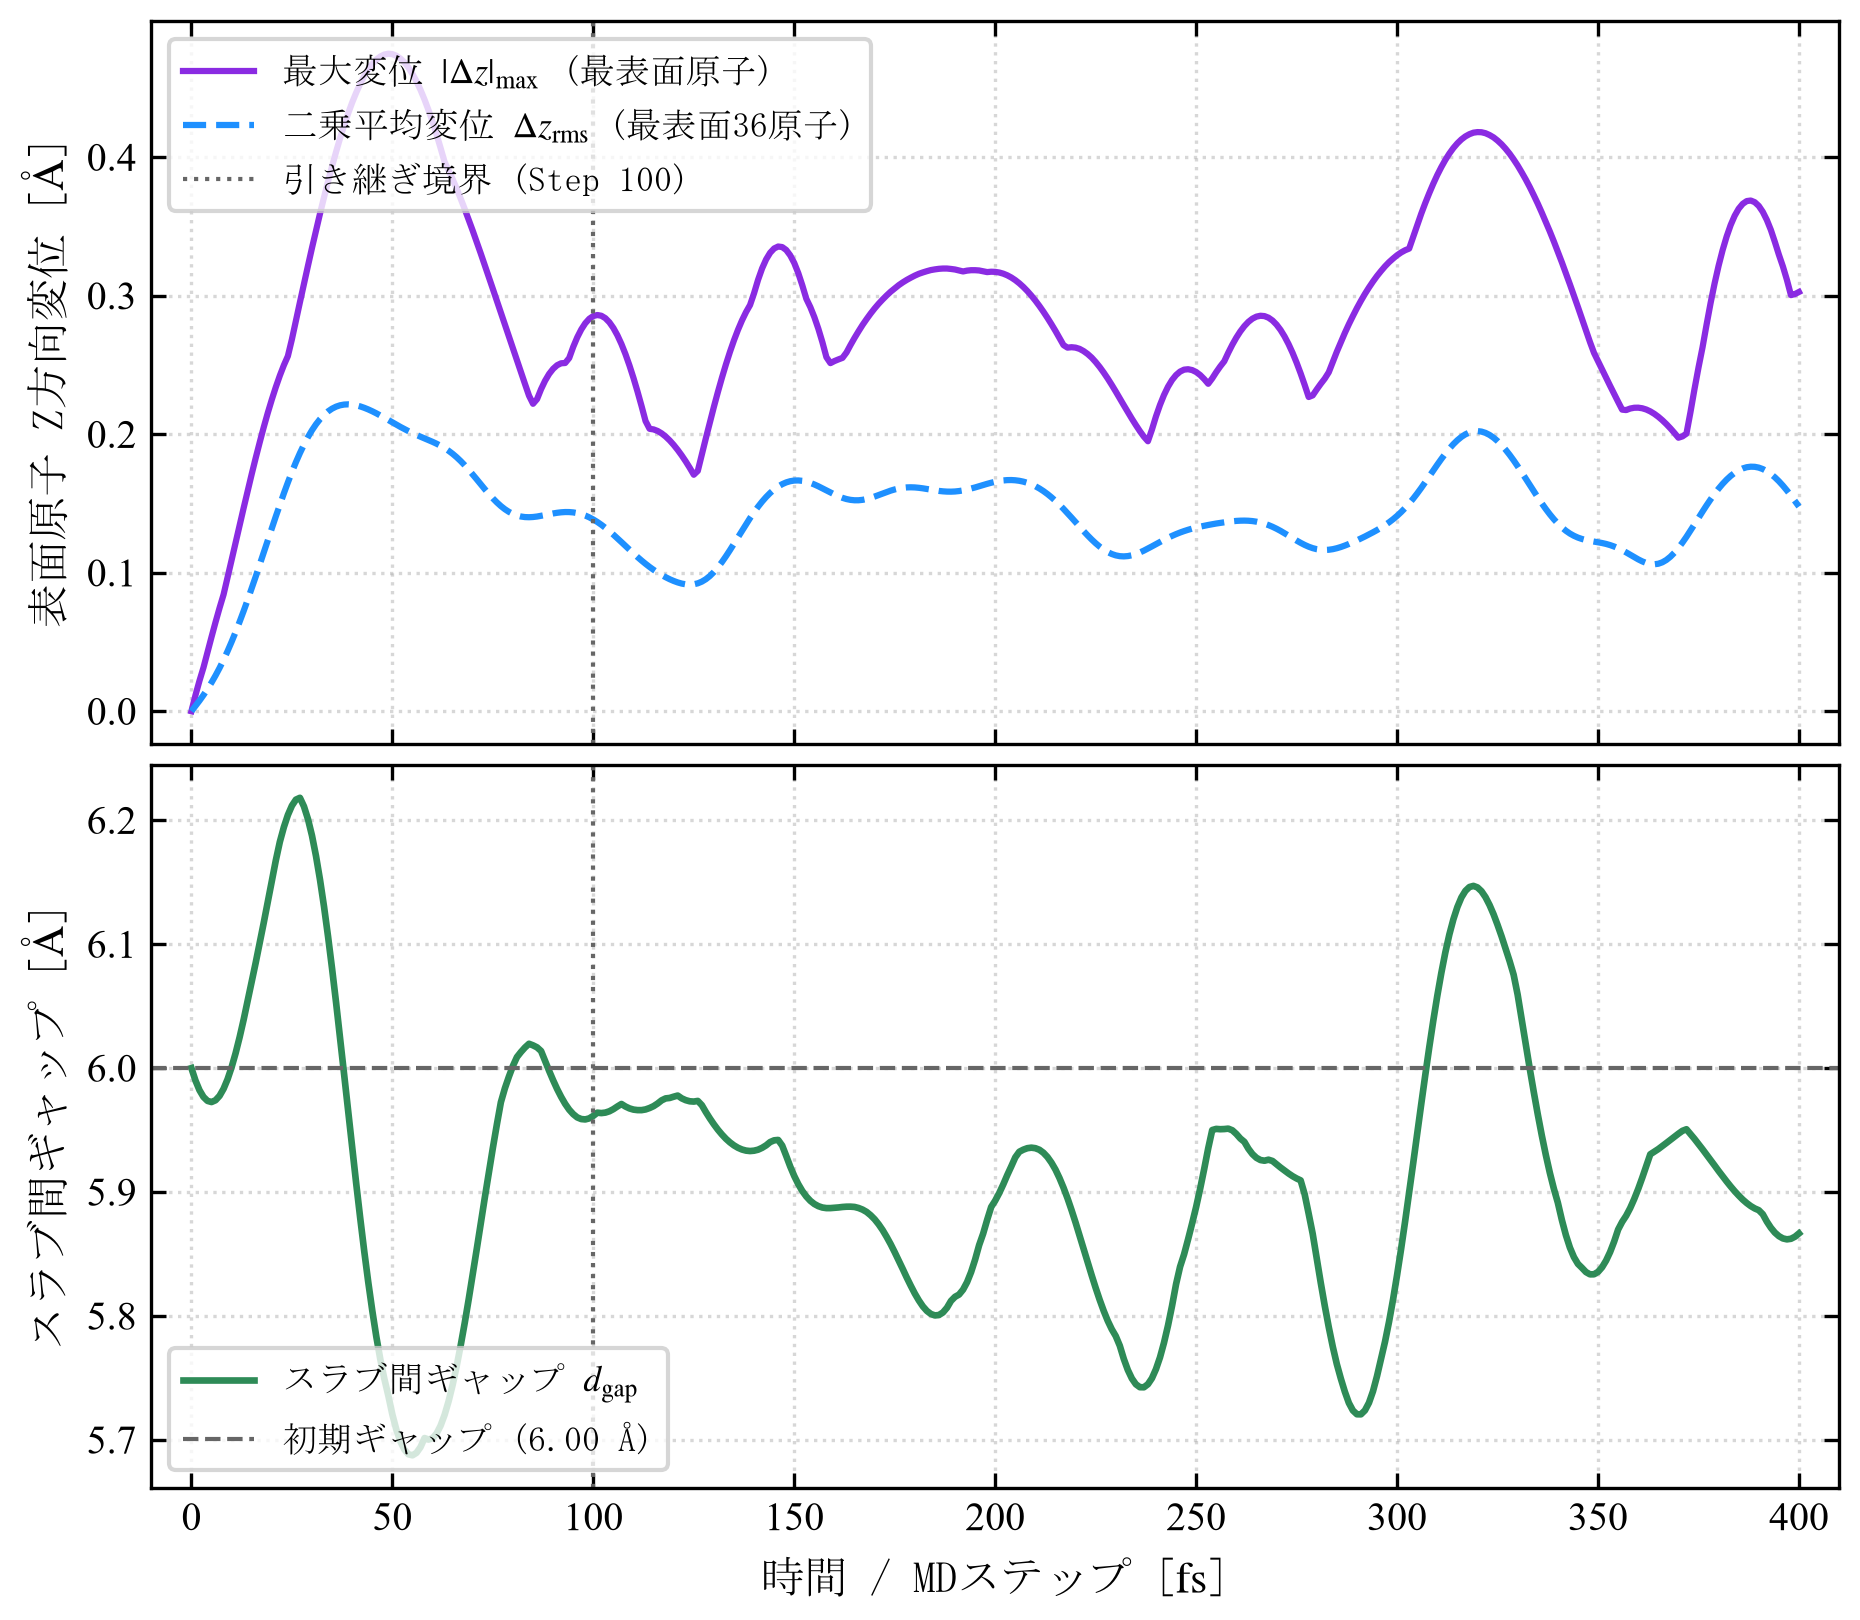 最大変位 |Δz|max (最表面原子)
二乗平均変位 Δzrms (最表面36原子)
引き継ぎ境界 (Step 100)
表面原子 Z方向変位 [Å]
0.4
0.3
0.2
0.1
0.0
スラブ間ギャップ [Å]
6.2
6.1
6.0
5.9
5.8
5.7
スラブ間ギャップ dgap
初期ギャップ (6.00 Å)
0 50 100 150 200 250 300 350 400
時間 / MDステップ [fs]